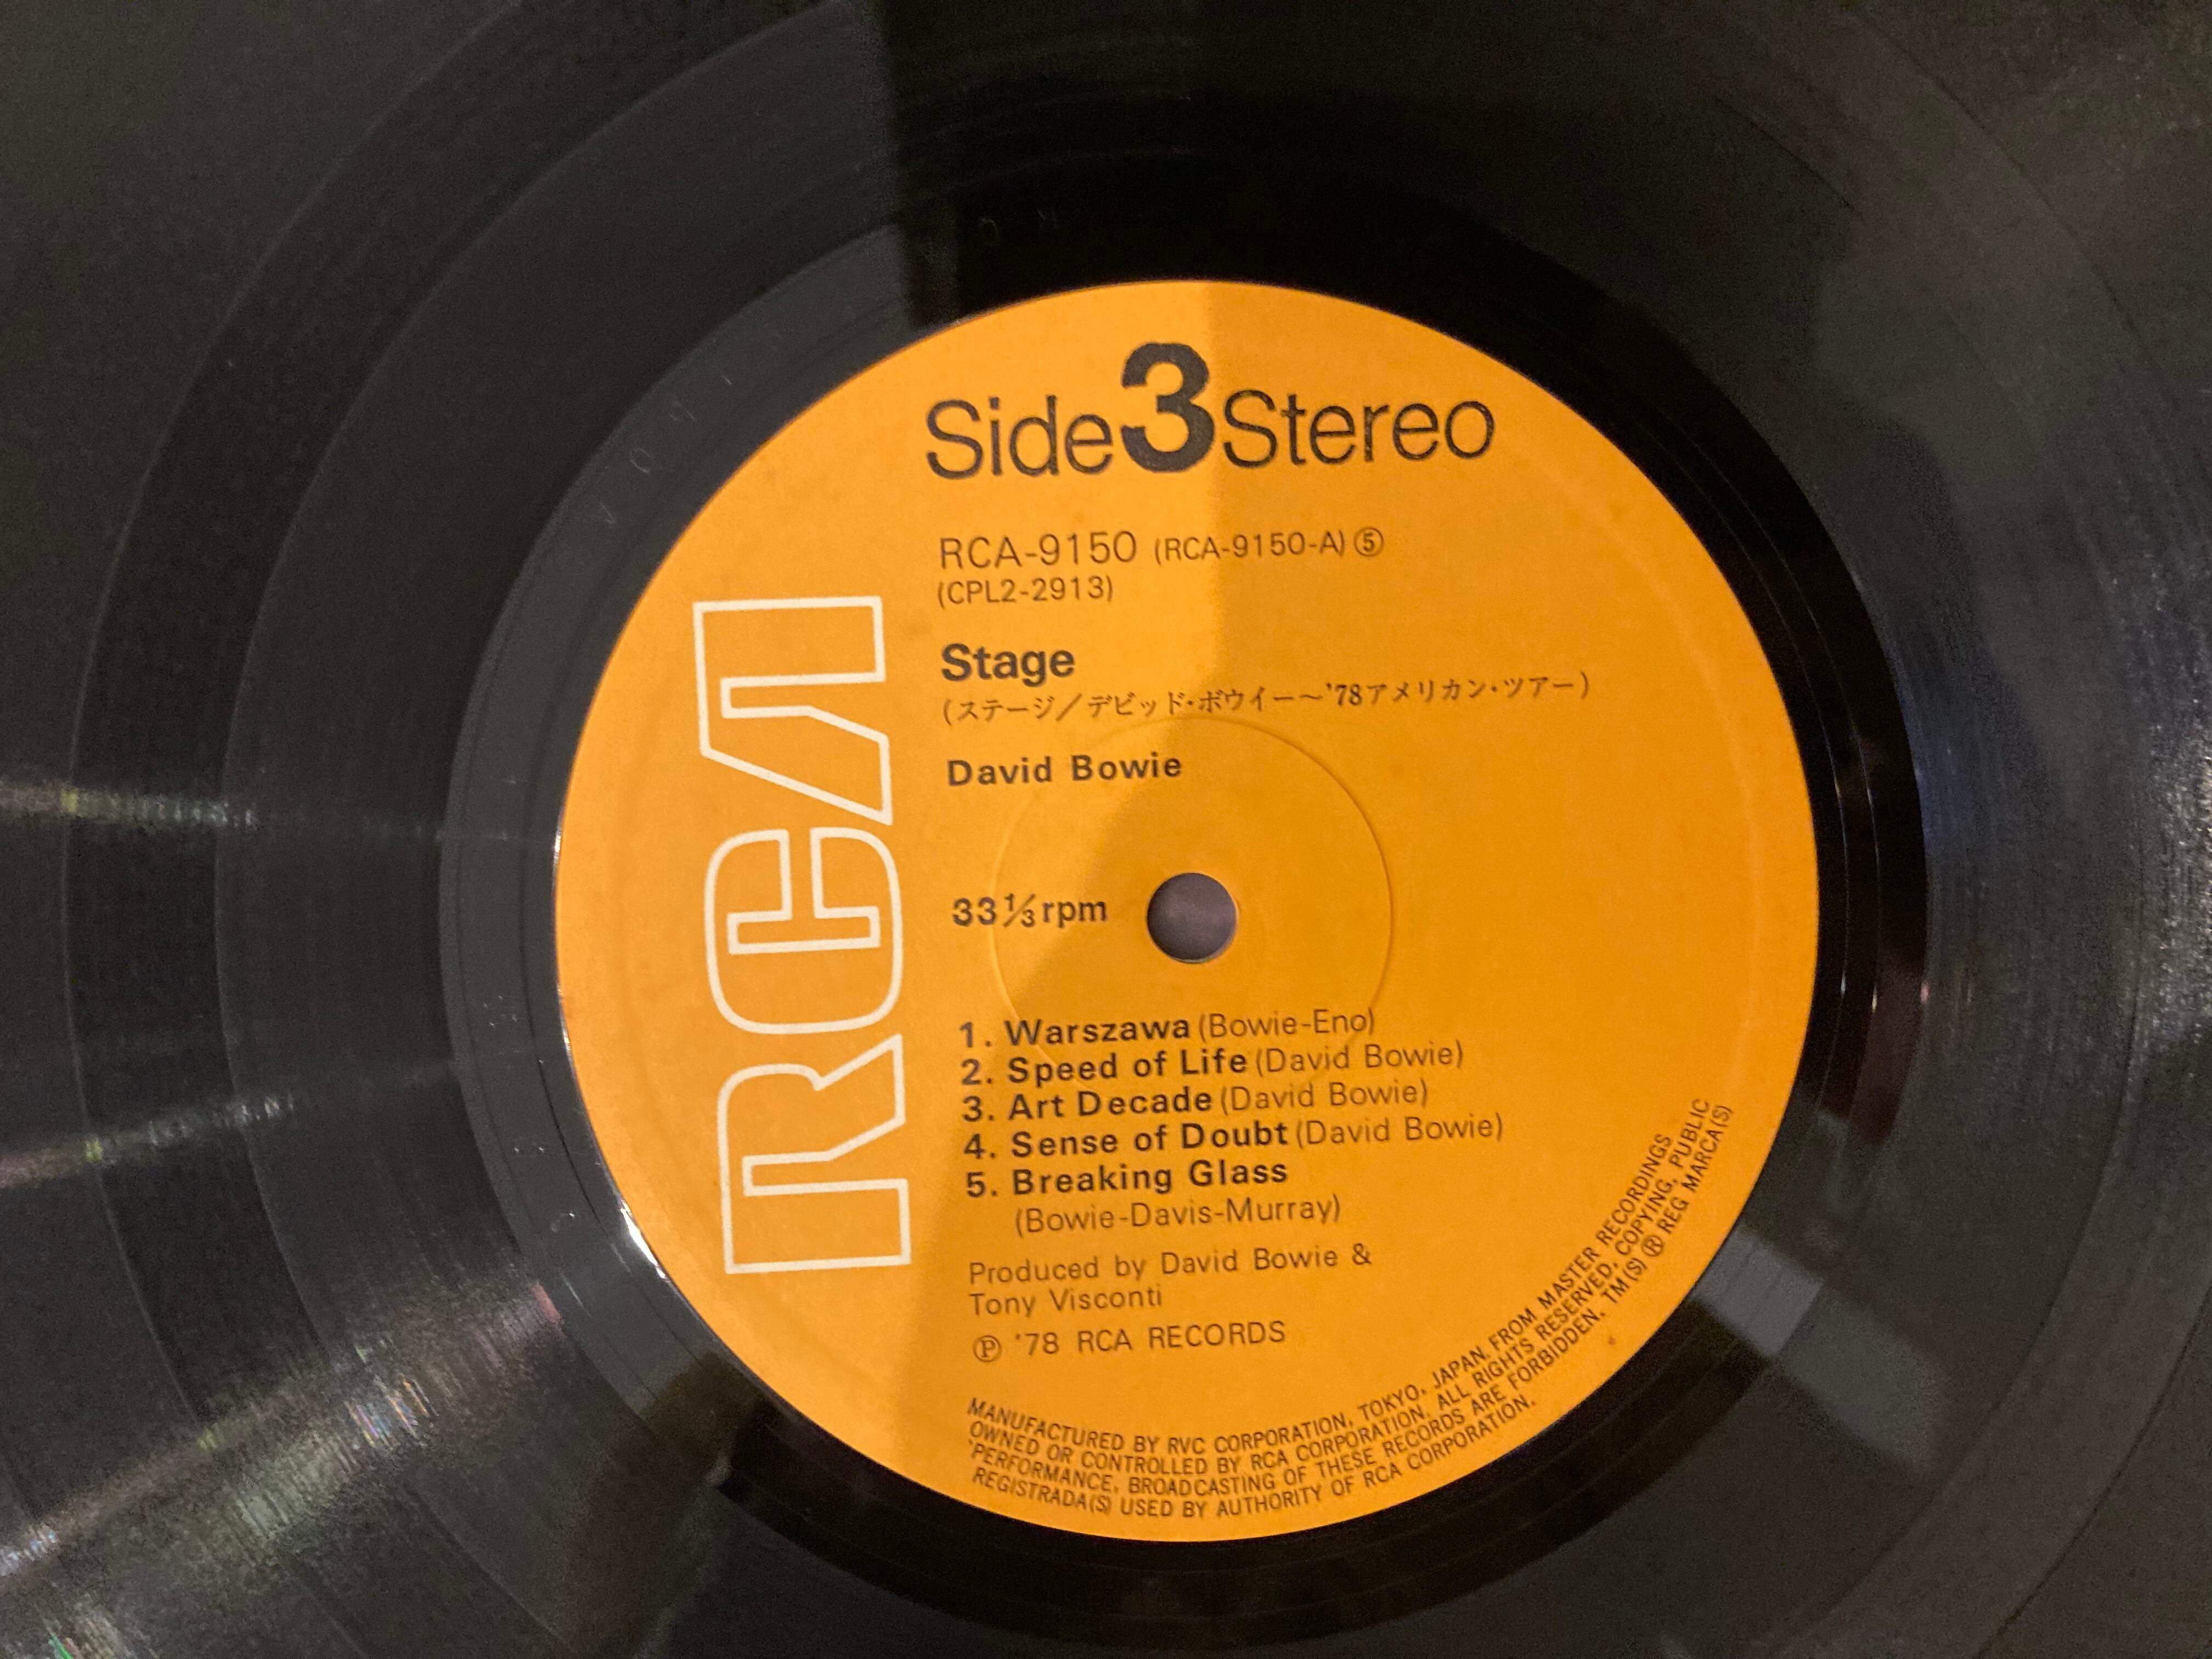 Side 3 Stereo
RCA-9150 (RCA-9150-A) ⑤
(CPL2-2913)
Stage
(ステージ/デビッド・ボウイー〜'78アメリカン・ツアー)
David Bowie
33⅓rpm
RCA
1. Warszawa (Bowie-Eno)
2. Speed of Life (David Bowie)
3. Art Decade (David Bowie)
4. Sense of Doubt (David Bowie)
5. Breaking Glass
(Bowie-Davis-Murray)
Produced by David Bowie &
Tony Visconti
Ⓟ '78 RCA RECORDS
MANUFACTURED BY RVC CORPORATION, TOKYO, JAPAN, FROM MASTER RECORDINGS
OWNED OR CONTROLLED BY RCA CORPORATION. ALL RIGHTS RESERVED. COPYING, PUBLIC
'PERFORMANCE, BROADCASTING OF THESE RECORDS ARE FORBIDDEN. TM(S) ® REG MARCA(S)
REGISTRADA(S) USED BY AUTHORITY OF RCA CORPORATION.